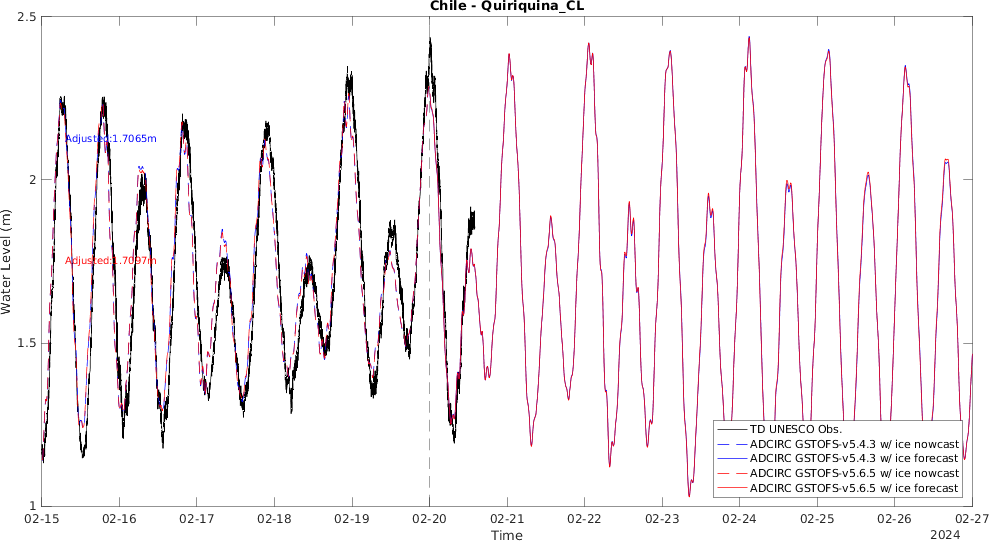 Chile - Quiriquina_CL
2.5
2
1.5
1
Water Level (m)
Adjusted:1.7065m
Adjusted:1.7097m
TD UNESCO Obs.
ADCIRC GSTOFS-v5.4.3 w/ ice nowcast
ADCIRC GSTOFS-v5.4.3 w/ ice forecast
ADCIRC GSTOFS-v5.6.5 w/ ice nowcast
ADCIRC GSTOFS-v5.6.5 w/ ice forecast
02-15 02-16 02-17 02-18 02-19 02-20 02-21 02-22 02-23 02-24 02-25 02-26 02-27
Time
2024